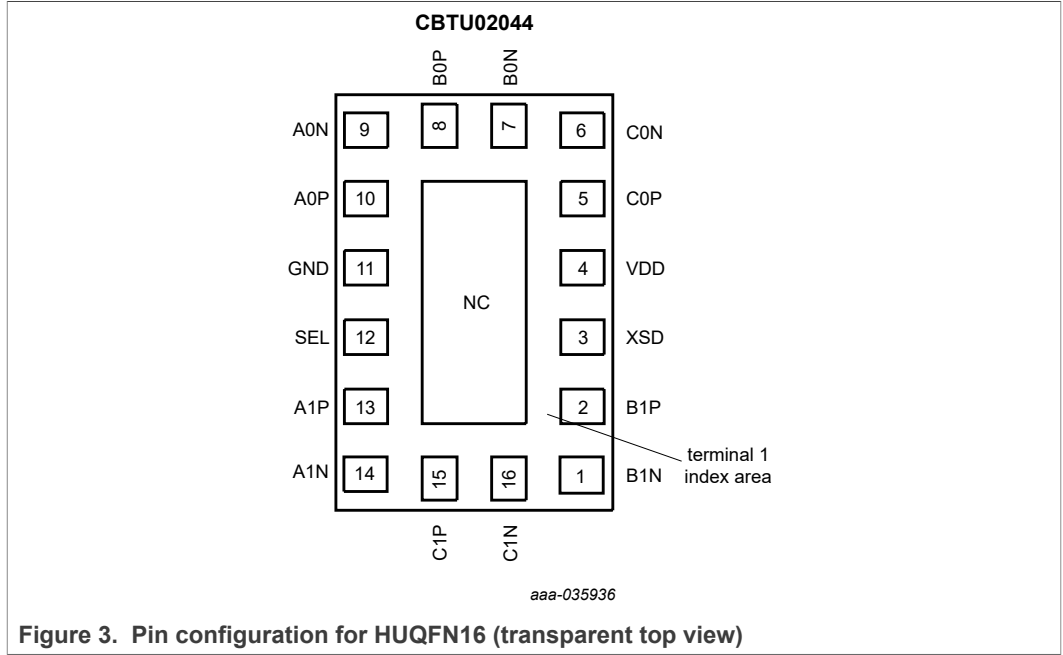 CBTU02044
B0P B0N
A0N 9 8 7 6 C0N
A0P 10 5 C0P
GND 11 4 VDD
NC
SEL 12 3 XSD
A1P 13 2 B1P
terminal 1
index area
A1N 14 15 16 1 B1N
C1P C1N
aaa-035936
Figure 3. Pin configuration for HUQFN16 (transparent top view)